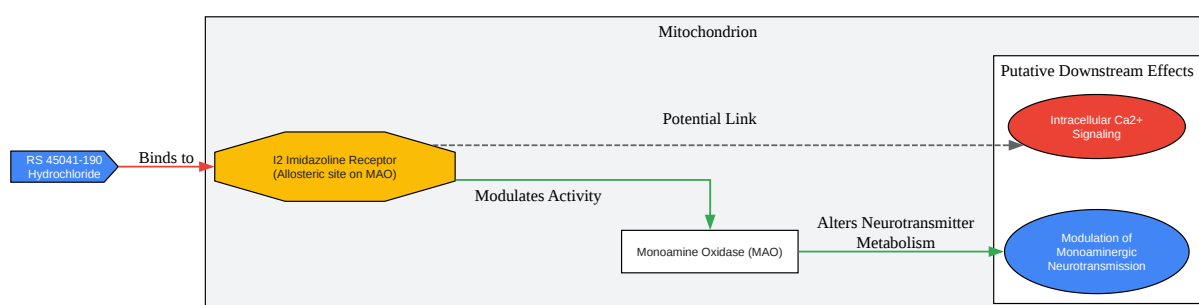 Mitochondrion
Putative Downstream Effects
Potential Link
Intracellular Ca2+
Signaling
RS 45041-190
Hydrochloride
Binds to
I2 Imidazoline Receptor
(Allosteric site on MAO)
Modulates Activity
Monoamine Oxidase (MAO)
Alters Neurotransmitter
Metabolism
Modulation of
Monoaminergic
Neurotransmission